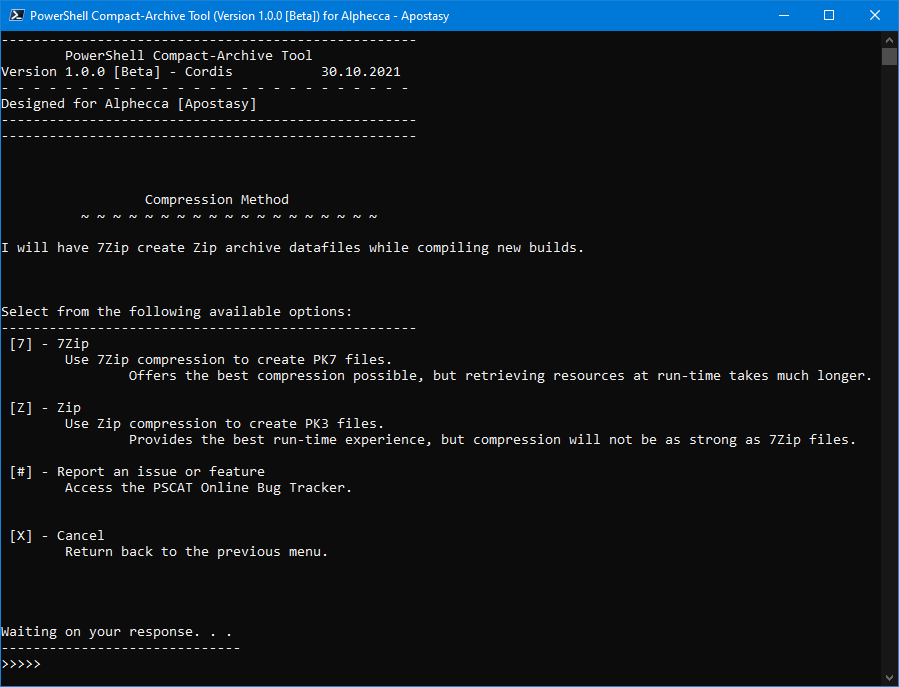 PowerShell Compact-Archive Tool (Version 1.0.0 [Beta]) for Alphecca - Apostasy
----------------------------------------------------
PowerShell Compact-Archive Tool
Version 1.0.0 [Beta] - Cordis           30.10.2021
- - - - - - - - - - - - - - - - - - - - - - - - - -
Designed for Alphecca [Apostasy]
----------------------------------------------------
----------------------------------------------------
Compression Method
~ ~ ~ ~ ~ ~ ~ ~ ~ ~ ~ ~ ~ ~ ~ ~ ~ ~ ~
I will have 7Zip create Zip archive datafiles while compiling new builds.
Select from the following available options:
----------------------------------------------------
[7] - 7Zip
Use 7Zip compression to create PK7 files.
Offers the best compression possible, but retrieving resources at run-time takes much longer.
[Z] - Zip
Use Zip compression to create PK3 files.
Provides the best run-time experience, but compression will not be as strong as 7Zip files.
[#] - Report an issue or feature
Access the PSCAT Online Bug Tracker.
[X] - Cancel
Return back to the previous menu.
Waiting on your response. . .
------------------------------
>>>>>